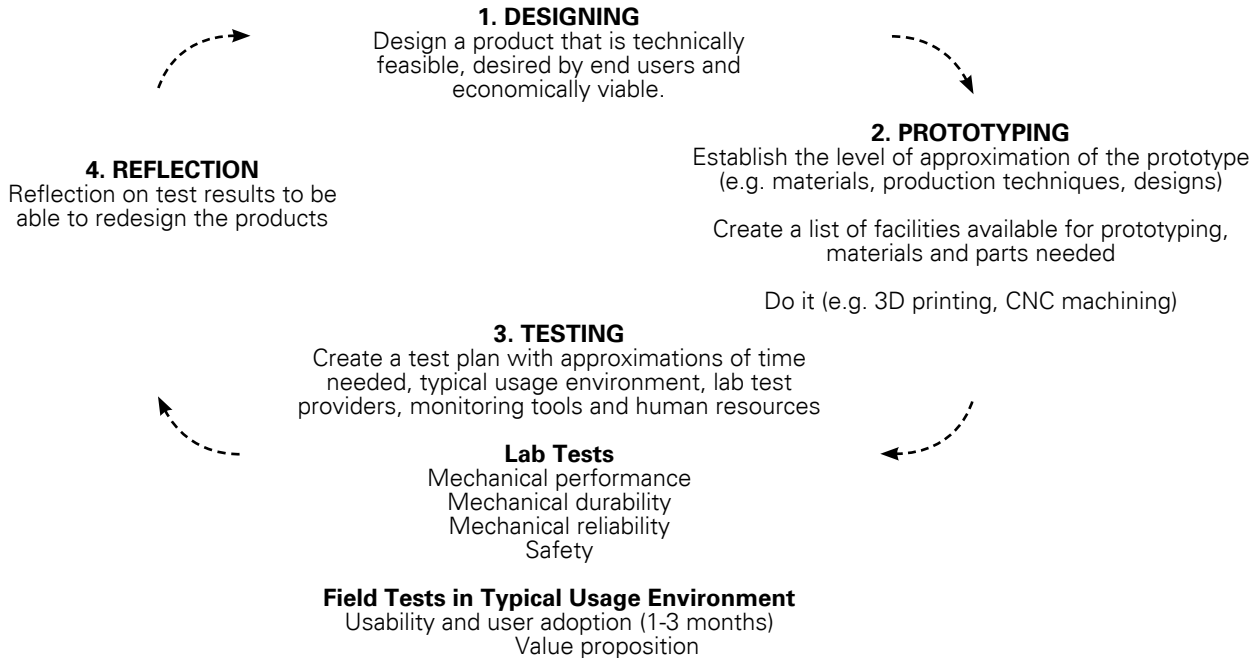 1. DESIGNING
Design a product that is technically
feasible, desired by end users and
economically viable.
2. PROTOTYPING
Establish the level of approximation of the prototype
(e.g. materials, production techniques, designs)
Create a list of facilities available for prototyping,
materials and parts needed
Do it (e.g. 3D printing, CNC machining)
3. TESTING
Create a test plan with approximations of time
needed, typical usage environment, lab test
providers, monitoring tools and human resources
Lab Tests
Mechanical performance
Mechanical durability
Mechanical reliability
Safety
Field Tests in Typical Usage Environment
Usability and user adoption (1-3 months)
Value proposition
4. REFLECTION
Reflection on test results to be
able to redesign the products